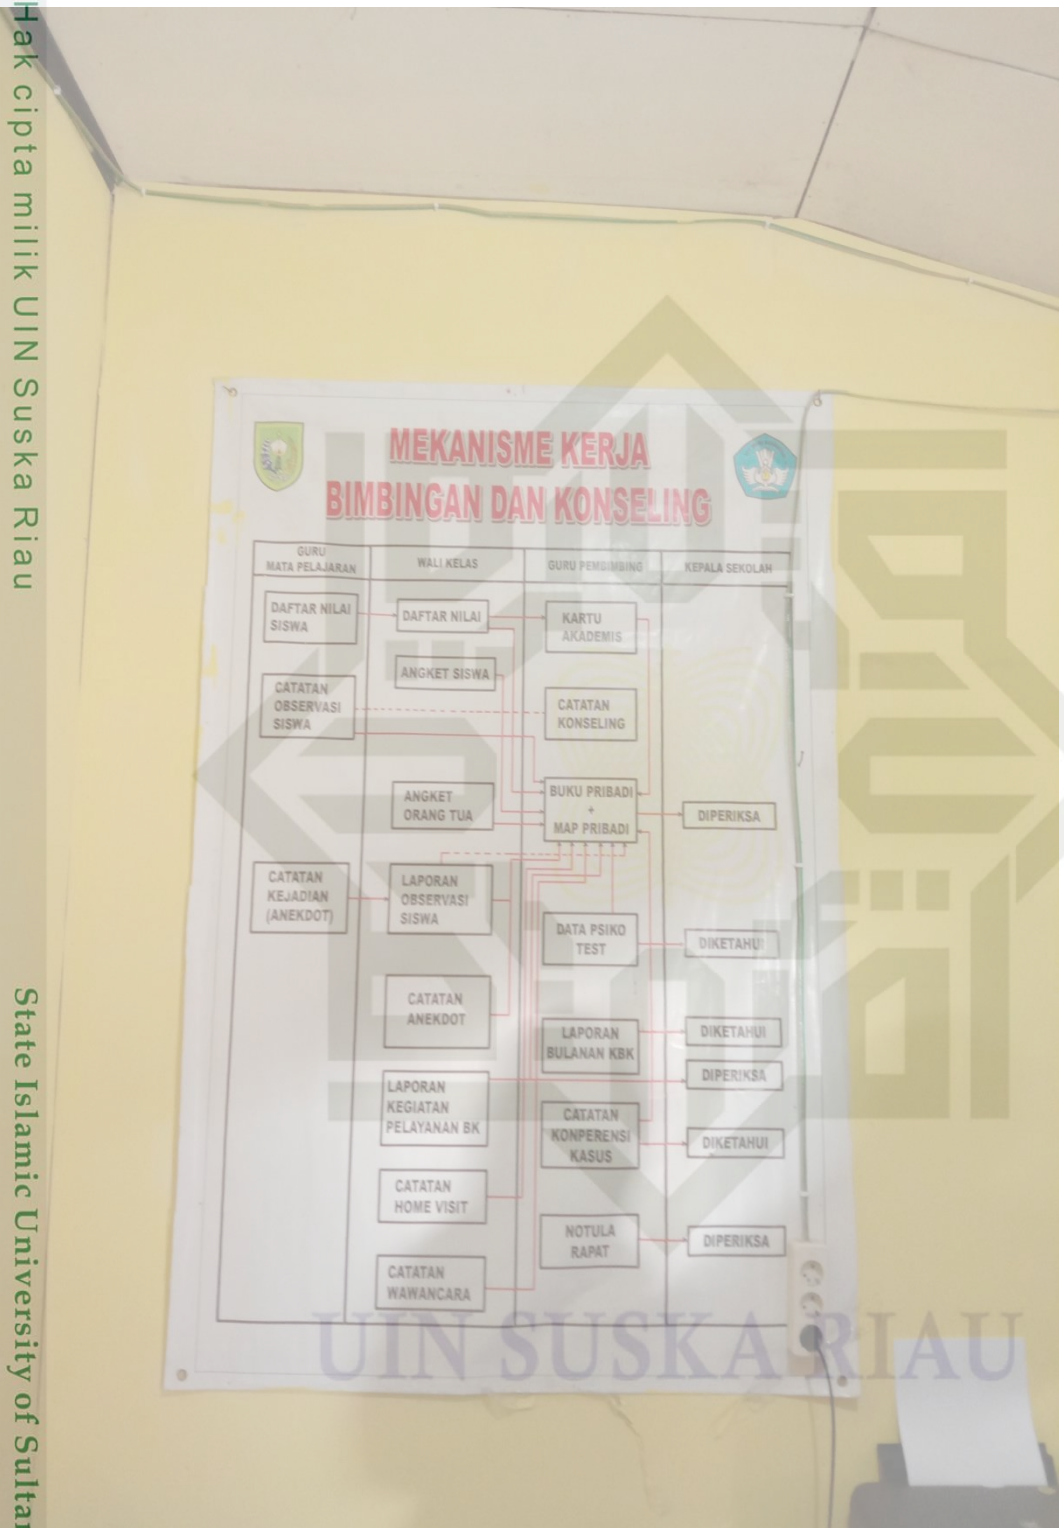 Hak cipta milik UIN Suska Riau
State Islamic University of Sultan
MEKANISME KERJA
BIMBINGAN DAN KONSELING
GURU
MATA PELAJARAN
WALI KELAS
GURU PEMBIMBING
KEPALA SEKOLAH
DAFTAR NILAI
SISWA
DAFTAR NILAI
KARTU
AKADEMIS
ANGKET SISWA
CATATAN
OBSERVASI
SISWA
CATATAN
KONSELING
ANGKET
ORANG TUA
BUKU PRIBADI
+
MAP PRIBADI
DIPERIKSA
CATATAN
KEJADIAN
(ANEKDOT)
LAPORAN
OBSERVASI
SISWA
DATA PSIKO
TEST
DIKETAHUI
CATATAN
ANEKDOT
LAPORAN
BULANAN KBK
DIKETAHUI
DIPERIKSA
LAPORAN
KEGIATAN
PELAYANAN BK
CATATAN
KONPERENSI
KASUS
DIKETAHUI
CATATAN
HOME VISIT
NOTULA
RAPAT
DIPERIKSA
CATATAN
WAWANCARA
UIN SUSKA RIAU